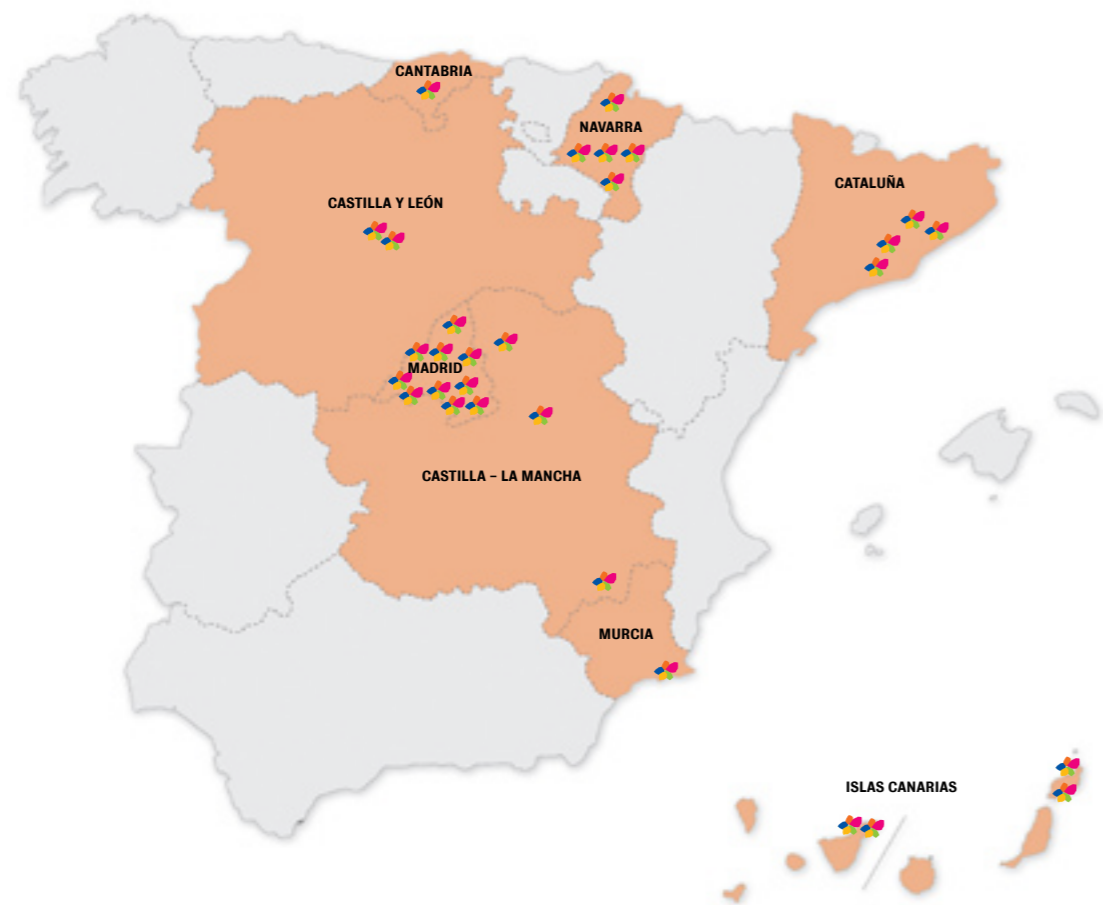 CANTABRIA
NAVARRA
CATALUÑA
CASTILLA Y LEÓN
MADRID
CASTILLA – LA MANCHA
MURCIA
ISLAS CANARIAS